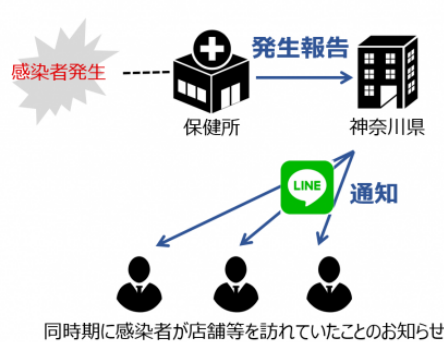 感染者発生
発生報告
保健所
神奈川県
LINE
通知
同時期に感染者が店舗等を訪れていたことのお知らせ